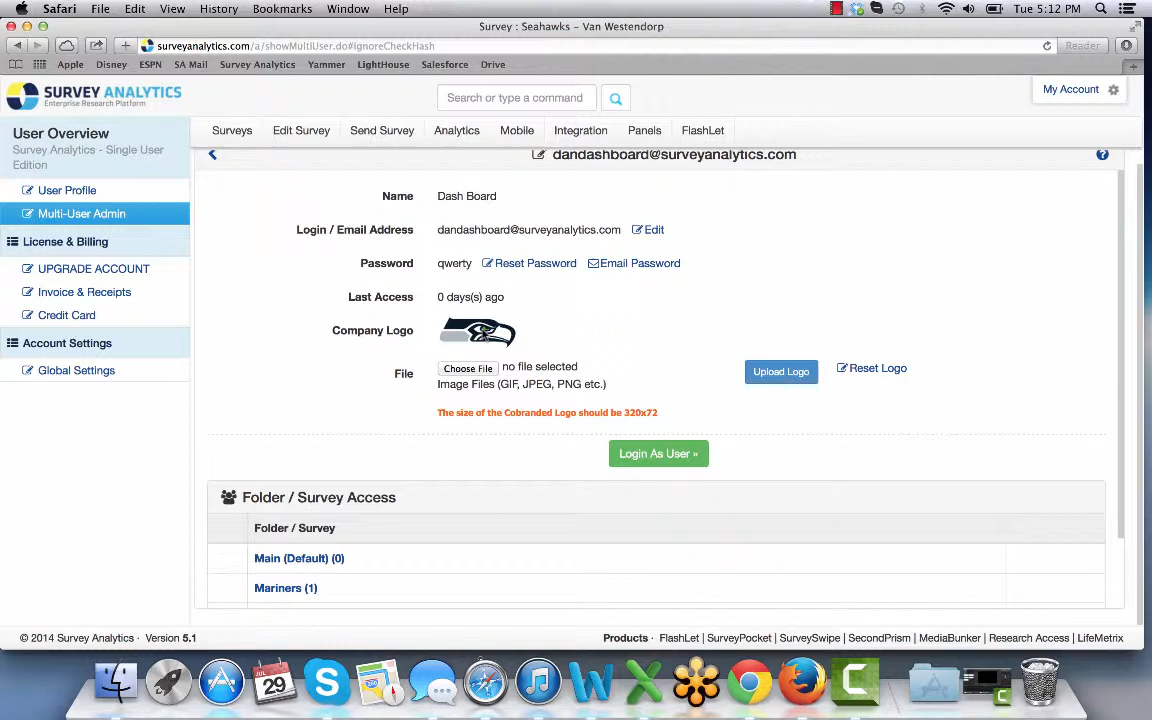 Safari File Edit View History Bookmarks Window Help Tue 5:12 PM
Survey : Seahawks - Van Westendorp
surveyanalytics.com/a/showMultiUser.do#ignoreCheckHash Reader
Apple Disney ESPN SA Mail Survey Analytics Yammer LightHouse Salesforce Drive
SURVEY ANALYTICS
Enterprise Research Platform
Search or type a command
My Account
User Overview
Survey Analytics - Single User
Edition
User Profile
Multi-User Admin
License & Billing
UPGRADE ACCOUNT
Invoice & Receipts
Credit Card
Account Settings
Global Settings
Surveys Edit Survey Send Survey Analytics Mobile Integration Panels FlashLet
dandashboard@surveyanalytics.com
Name Dash Board
Login / Email Address dandashboard@surveyanalytics.com Edit
Password qwerty Reset Password Email Password
Last Access 0 days(s) ago
Company Logo
File Choose File no file selected
Image Files (GIF, JPEG, PNG etc.)
Upload Logo Reset Logo
The size of the Cobranded Logo should be 320x72
Login As User »
Folder / Survey Access
Folder / Survey
Main (Default) (0)
Mariners (1)
© 2014 Survey Analytics · Version 5.1
Products · FlashLet | SurveyPocket | SurveySwipe | SecondPrism | MediaBunker | Research Access | LifeMetrix
JUL
29